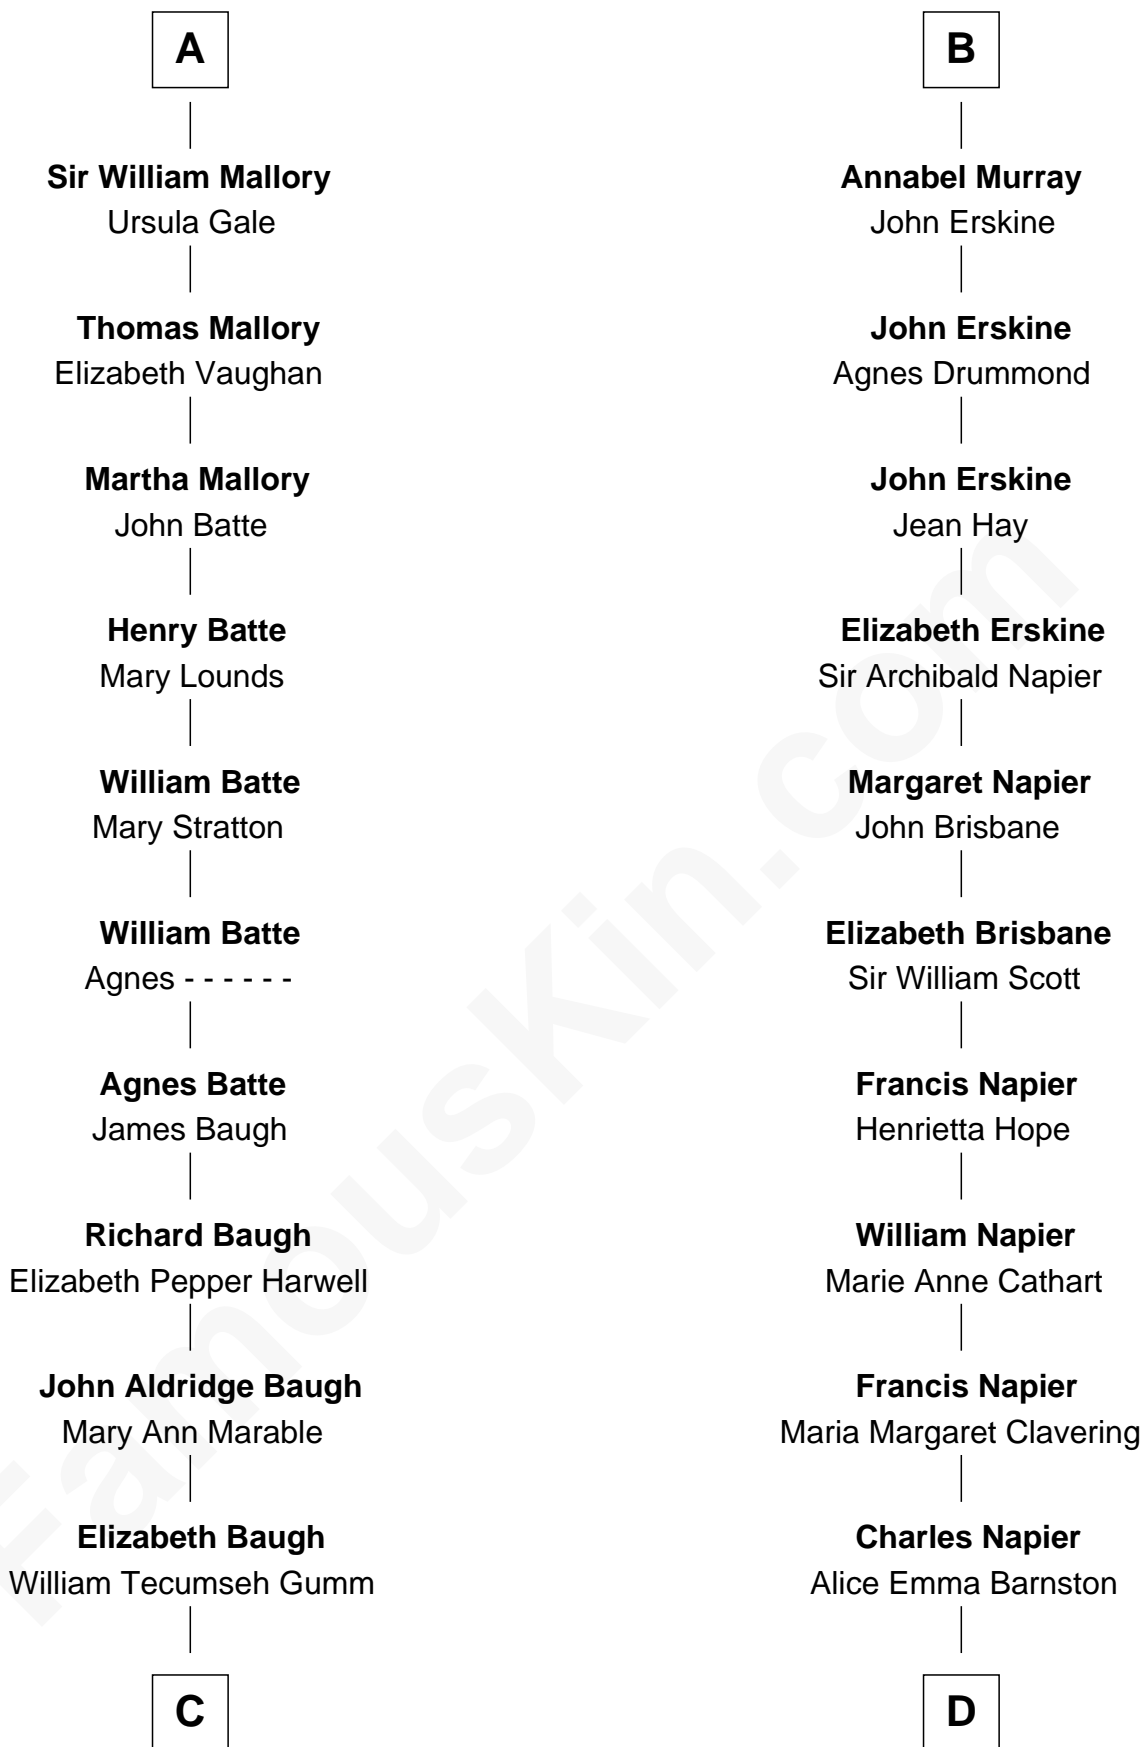 A
Sir William Mallory
Ursula Gale
Thomas Mallory
Elizabeth Vaughan
Martha Mallory
John Batte
Henry Batte
Mary Lounds
William Batte
Mary Stratton
William Batte
Agnes - - - - - -
Agnes Batte
James Baugh
Richard Baugh
Elizabeth Pepper Harwell
John Aldridge Baugh
Mary Ann Marable
Elizabeth Baugh
William Tecumseh Gumm
C
B
Annabel Murray
John Erskine
John Erskine
Agnes Drummond
John Erskine
Jean Hay
Elizabeth Erskine
Sir Archibald Napier
Margaret Napier
John Brisbane
Elizabeth Brisbane
Sir William Scott
Francis Napier
Henrietta Hope
William Napier
Marie Anne Cathart
Francis Napier
Maria Margaret Clavering
Charles Napier
Alice Emma Barnston
D
FamousKin.com